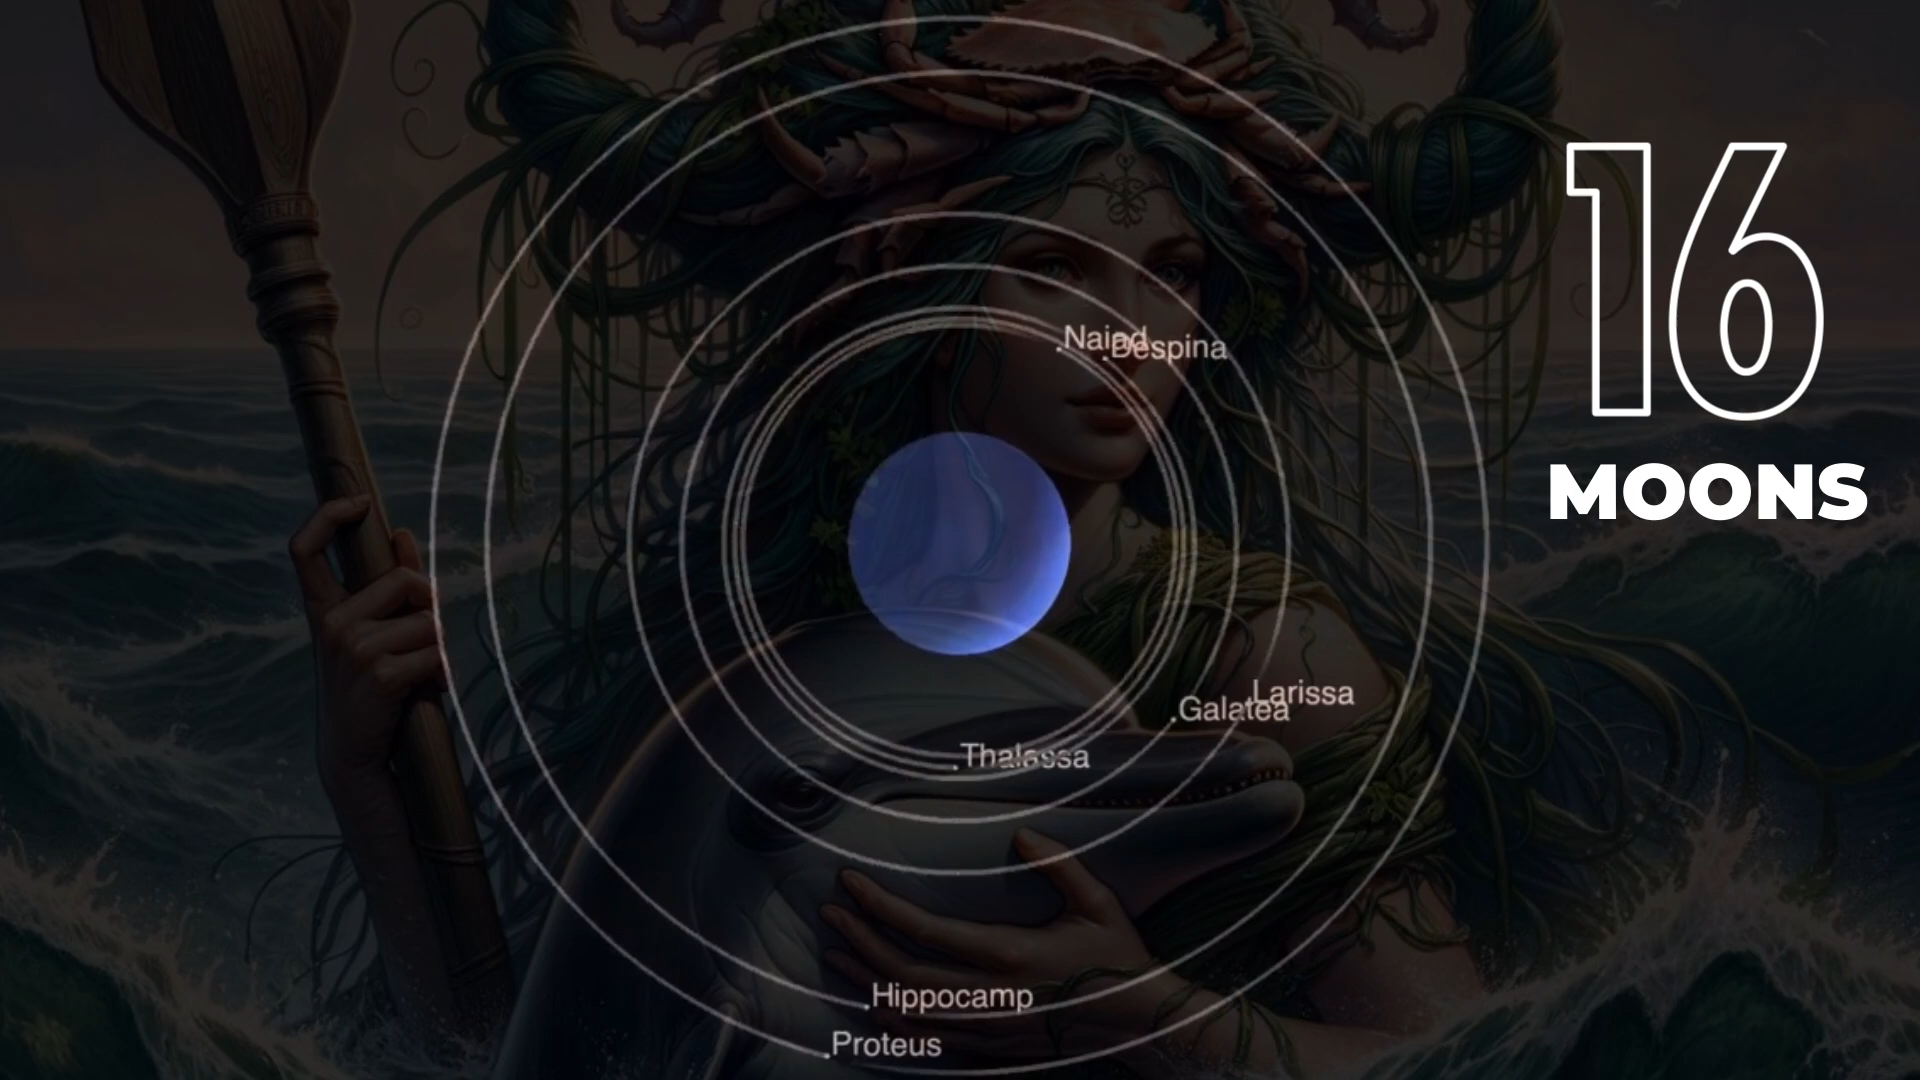 16
MOONS
Naiad
Despina
Larissa
Galatea
Thalassa
Hippocamp
Proteus